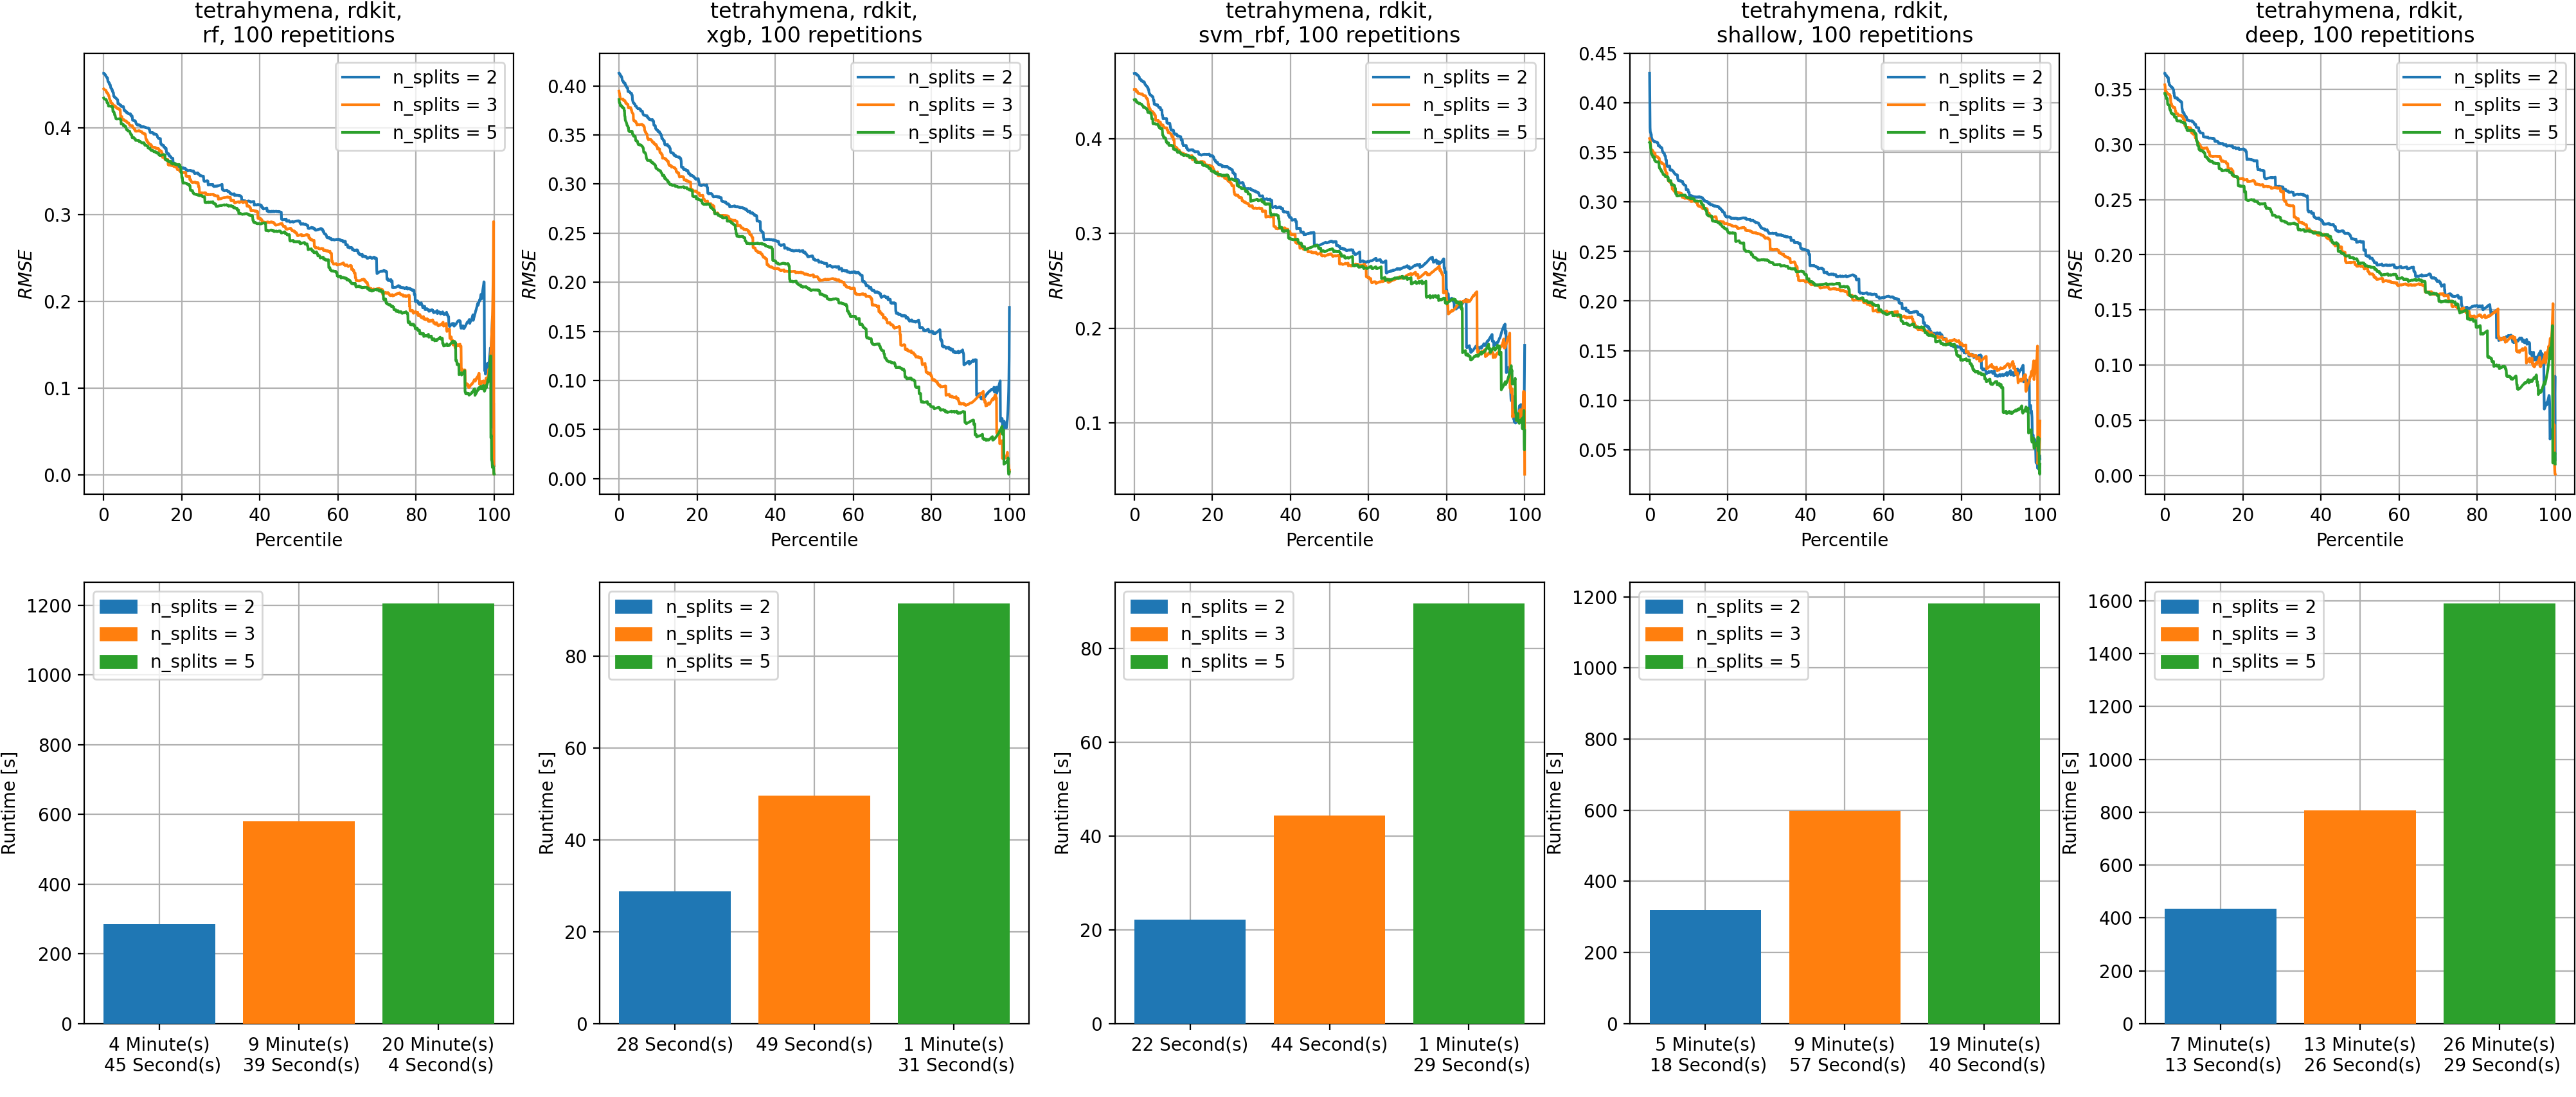 tetrahymena, rdkit,
rf, 100 repetitions
n_splits = 2
n_splits = 3
n_splits = 5
RMSE
0.4
0.3
0.2
0.1
0.0
0 20 40 60 80 100
Percentile
tetrahymena, rdkit,
xgb, 100 repetitions
n_splits = 2
n_splits = 3
n_splits = 5
RMSE
0.40
0.35
0.30
0.25
0.20
0.15
0.10
0.05
0.00
0 20 40 60 80 100
Percentile
tetrahymena, rdkit,
svm_rbf, 100 repetitions
n_splits = 2
n_splits = 3
n_splits = 5
RMSE
0.4
0.3
0.2
0.1
0 20 40 60 80 100
Percentile
tetrahymena, rdkit,
shallow, 100 repetitions
n_splits = 2
n_splits = 3
n_splits = 5
RMSE
0.45
0.40
0.35
0.30
0.25
0.20
0.15
0.10
0.05
0 20 40 60 80 100
Percentile
tetrahymena, rdkit,
deep, 100 repetitions
n_splits = 2
n_splits = 3
n_splits = 5
RMSE
0.35
0.30
0.25
0.20
0.15
0.10
0.05
0.00
0 20 40 60 80 100
Percentile
n_splits = 2
n_splits = 3
n_splits = 5
Runtime [s]
1200
1000
800
600
400
200
0
4 Minute(s) 9 Minute(s) 20 Minute(s)
45 Second(s) 39 Second(s) 4 Second(s)
n_splits = 2
n_splits = 3
n_splits = 5
Runtime [s]
80
60
40
20
0
28 Second(s) 49 Second(s) 1 Minute(s)
31 Second(s)
n_splits = 2
n_splits = 3
n_splits = 5
Runtime [s]
80
60
40
20
0
22 Second(s) 44 Second(s) 1 Minute(s)
29 Second(s)
n_splits = 2
n_splits = 3
n_splits = 5
Runtime [s]
1200
1000
800
600
400
200
0
5 Minute(s) 9 Minute(s) 19 Minute(s)
18 Second(s) 57 Second(s) 40 Second(s)
n_splits = 2
n_splits = 3
n_splits = 5
Runtime [s]
1600
1400
1200
1000
800
600
400
200
0
7 Minute(s) 13 Minute(s) 26 Minute(s)
13 Second(s) 26 Second(s) 29 Second(s)